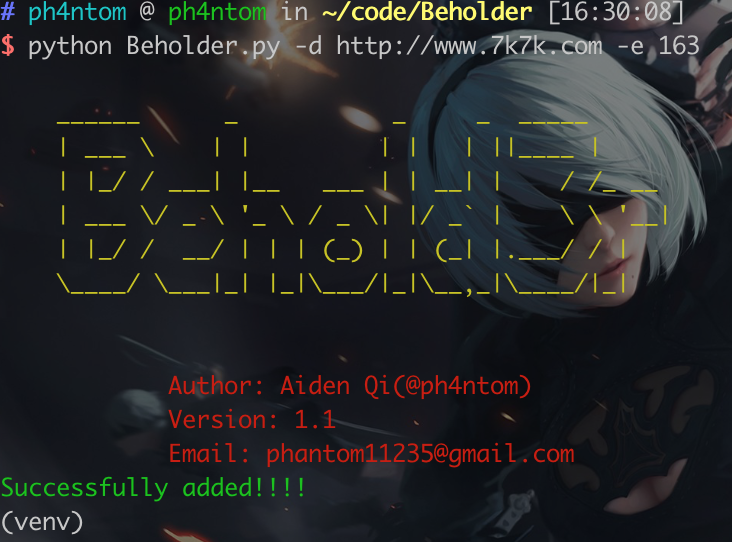 # ph4ntom @ ph4ntom in ~/code/Beholder [16:30:08]
$ python Beholder.py -d http://www.7k7k.com -e 163
Behold3r
Author: Aiden Qi(@ph4ntom)
Version: 1.1
Email: phantom11235@gmail.com
Successfully added!!!!
(venv)